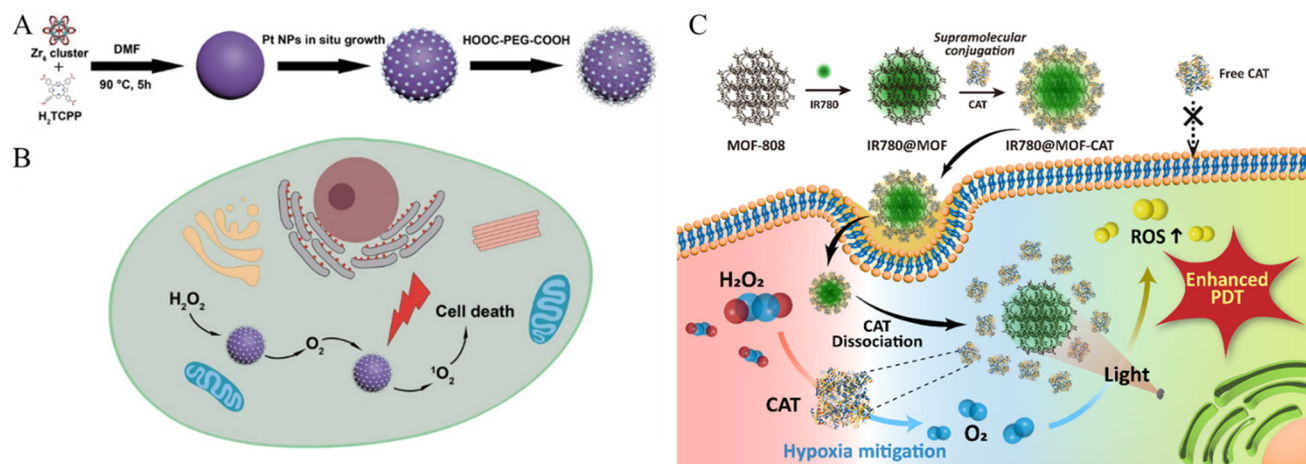 A
Zr₆ cluster
+
H₂TCPP
DMF
90 °C, 5h
Pt NPs in situ growth
HOOC-PEG-COOH
B
H₂O₂
O₂
¹O₂
Cell death
C
MOF-808
IR780
IR780@MOF
Supramolecular
conjugation
CAT
IR780@MOF-CAT
Free CAT
H₂O₂
CAT
Dissociation
CAT
Hypoxia mitigation
O₂
Light
ROS ↑
Enhanced
PDT